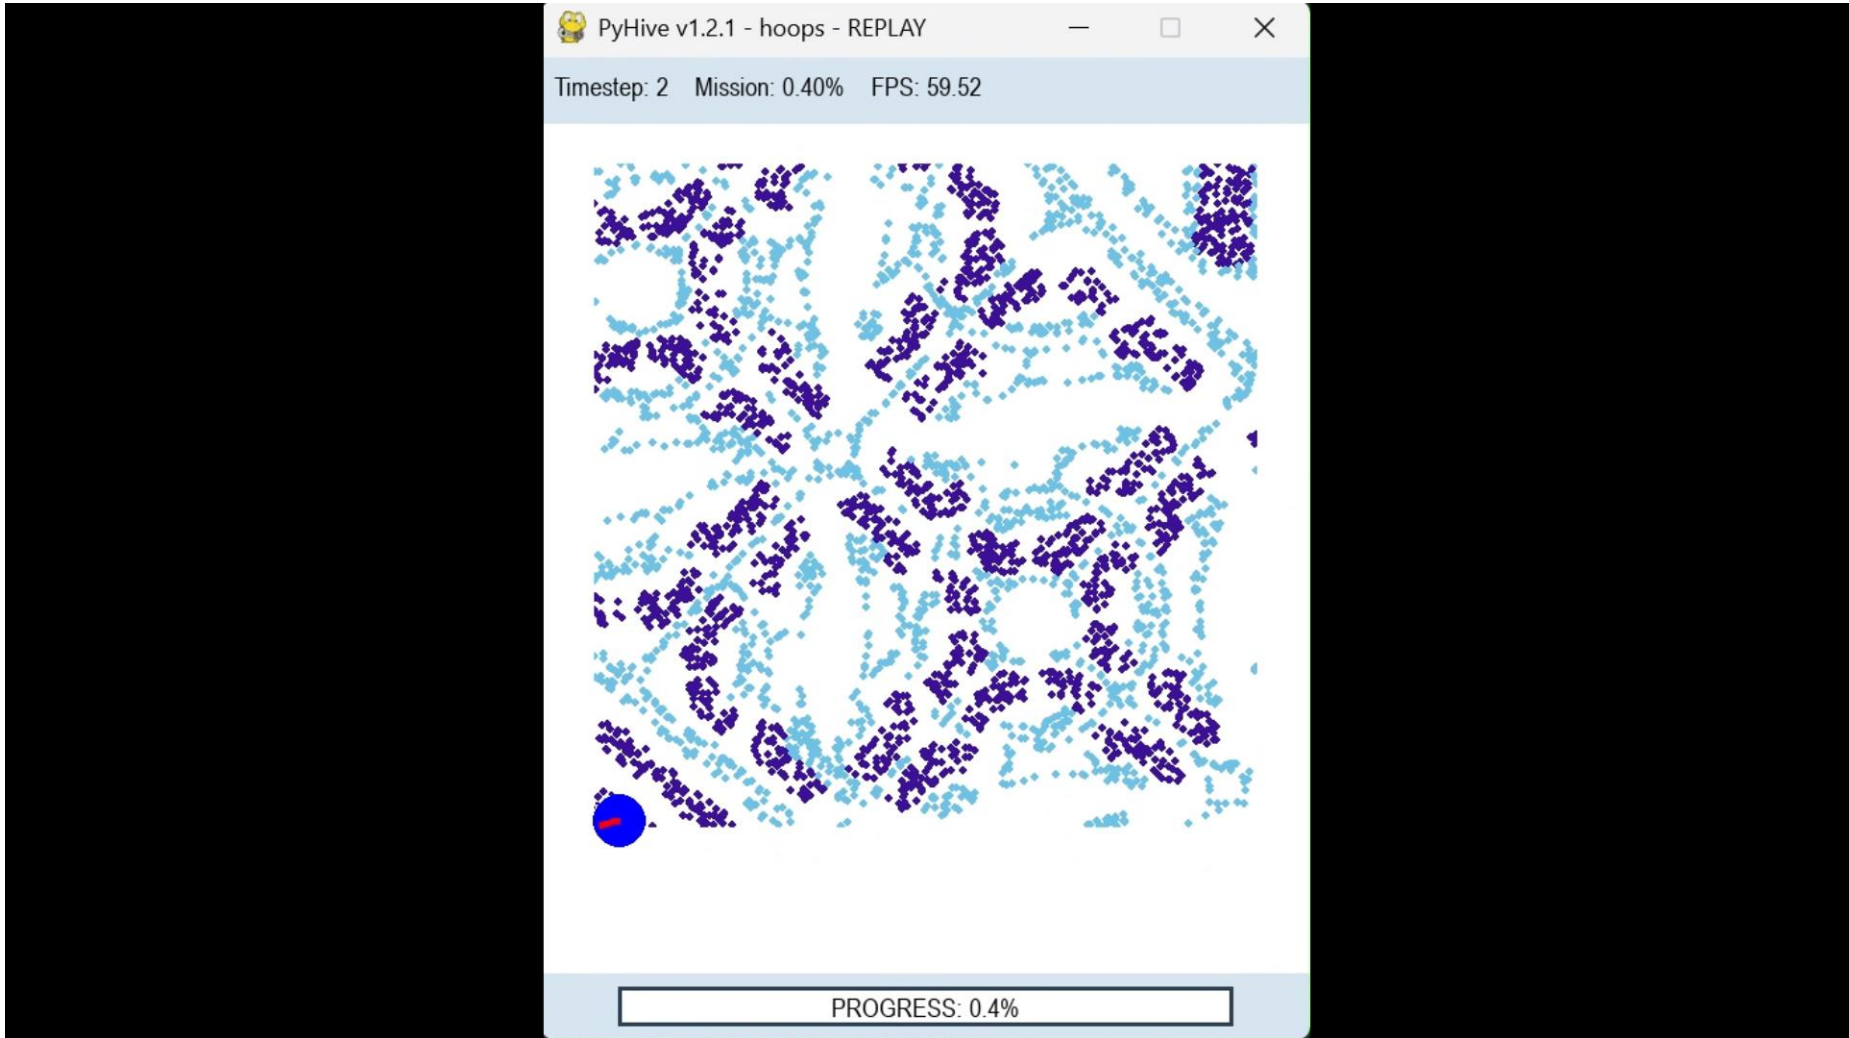 PyHive v1.2.1 - hoops - REPLAY
Timestep: 2 Mission: 0.40% FPS: 59.52
PROGRESS: 0.4%